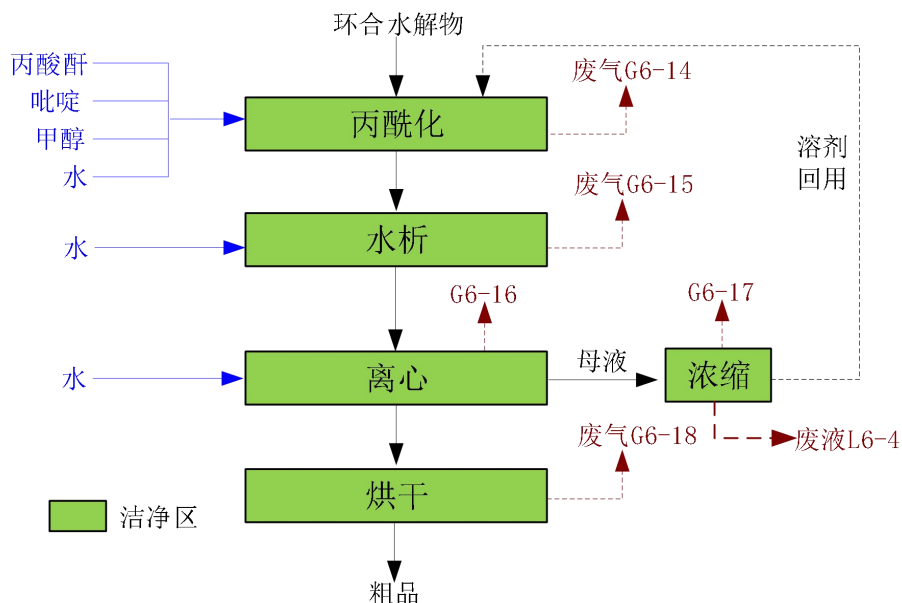 环合水解物
丙酸酐
吡啶
甲醇
水
丙酰化
废气G6-14
溶剂
回用
水
水析
废气G6-15
G6-16
G6-17
水
离心
母液
浓缩
废气G6-18
废液L6-4
烘干
洁净区
粗品